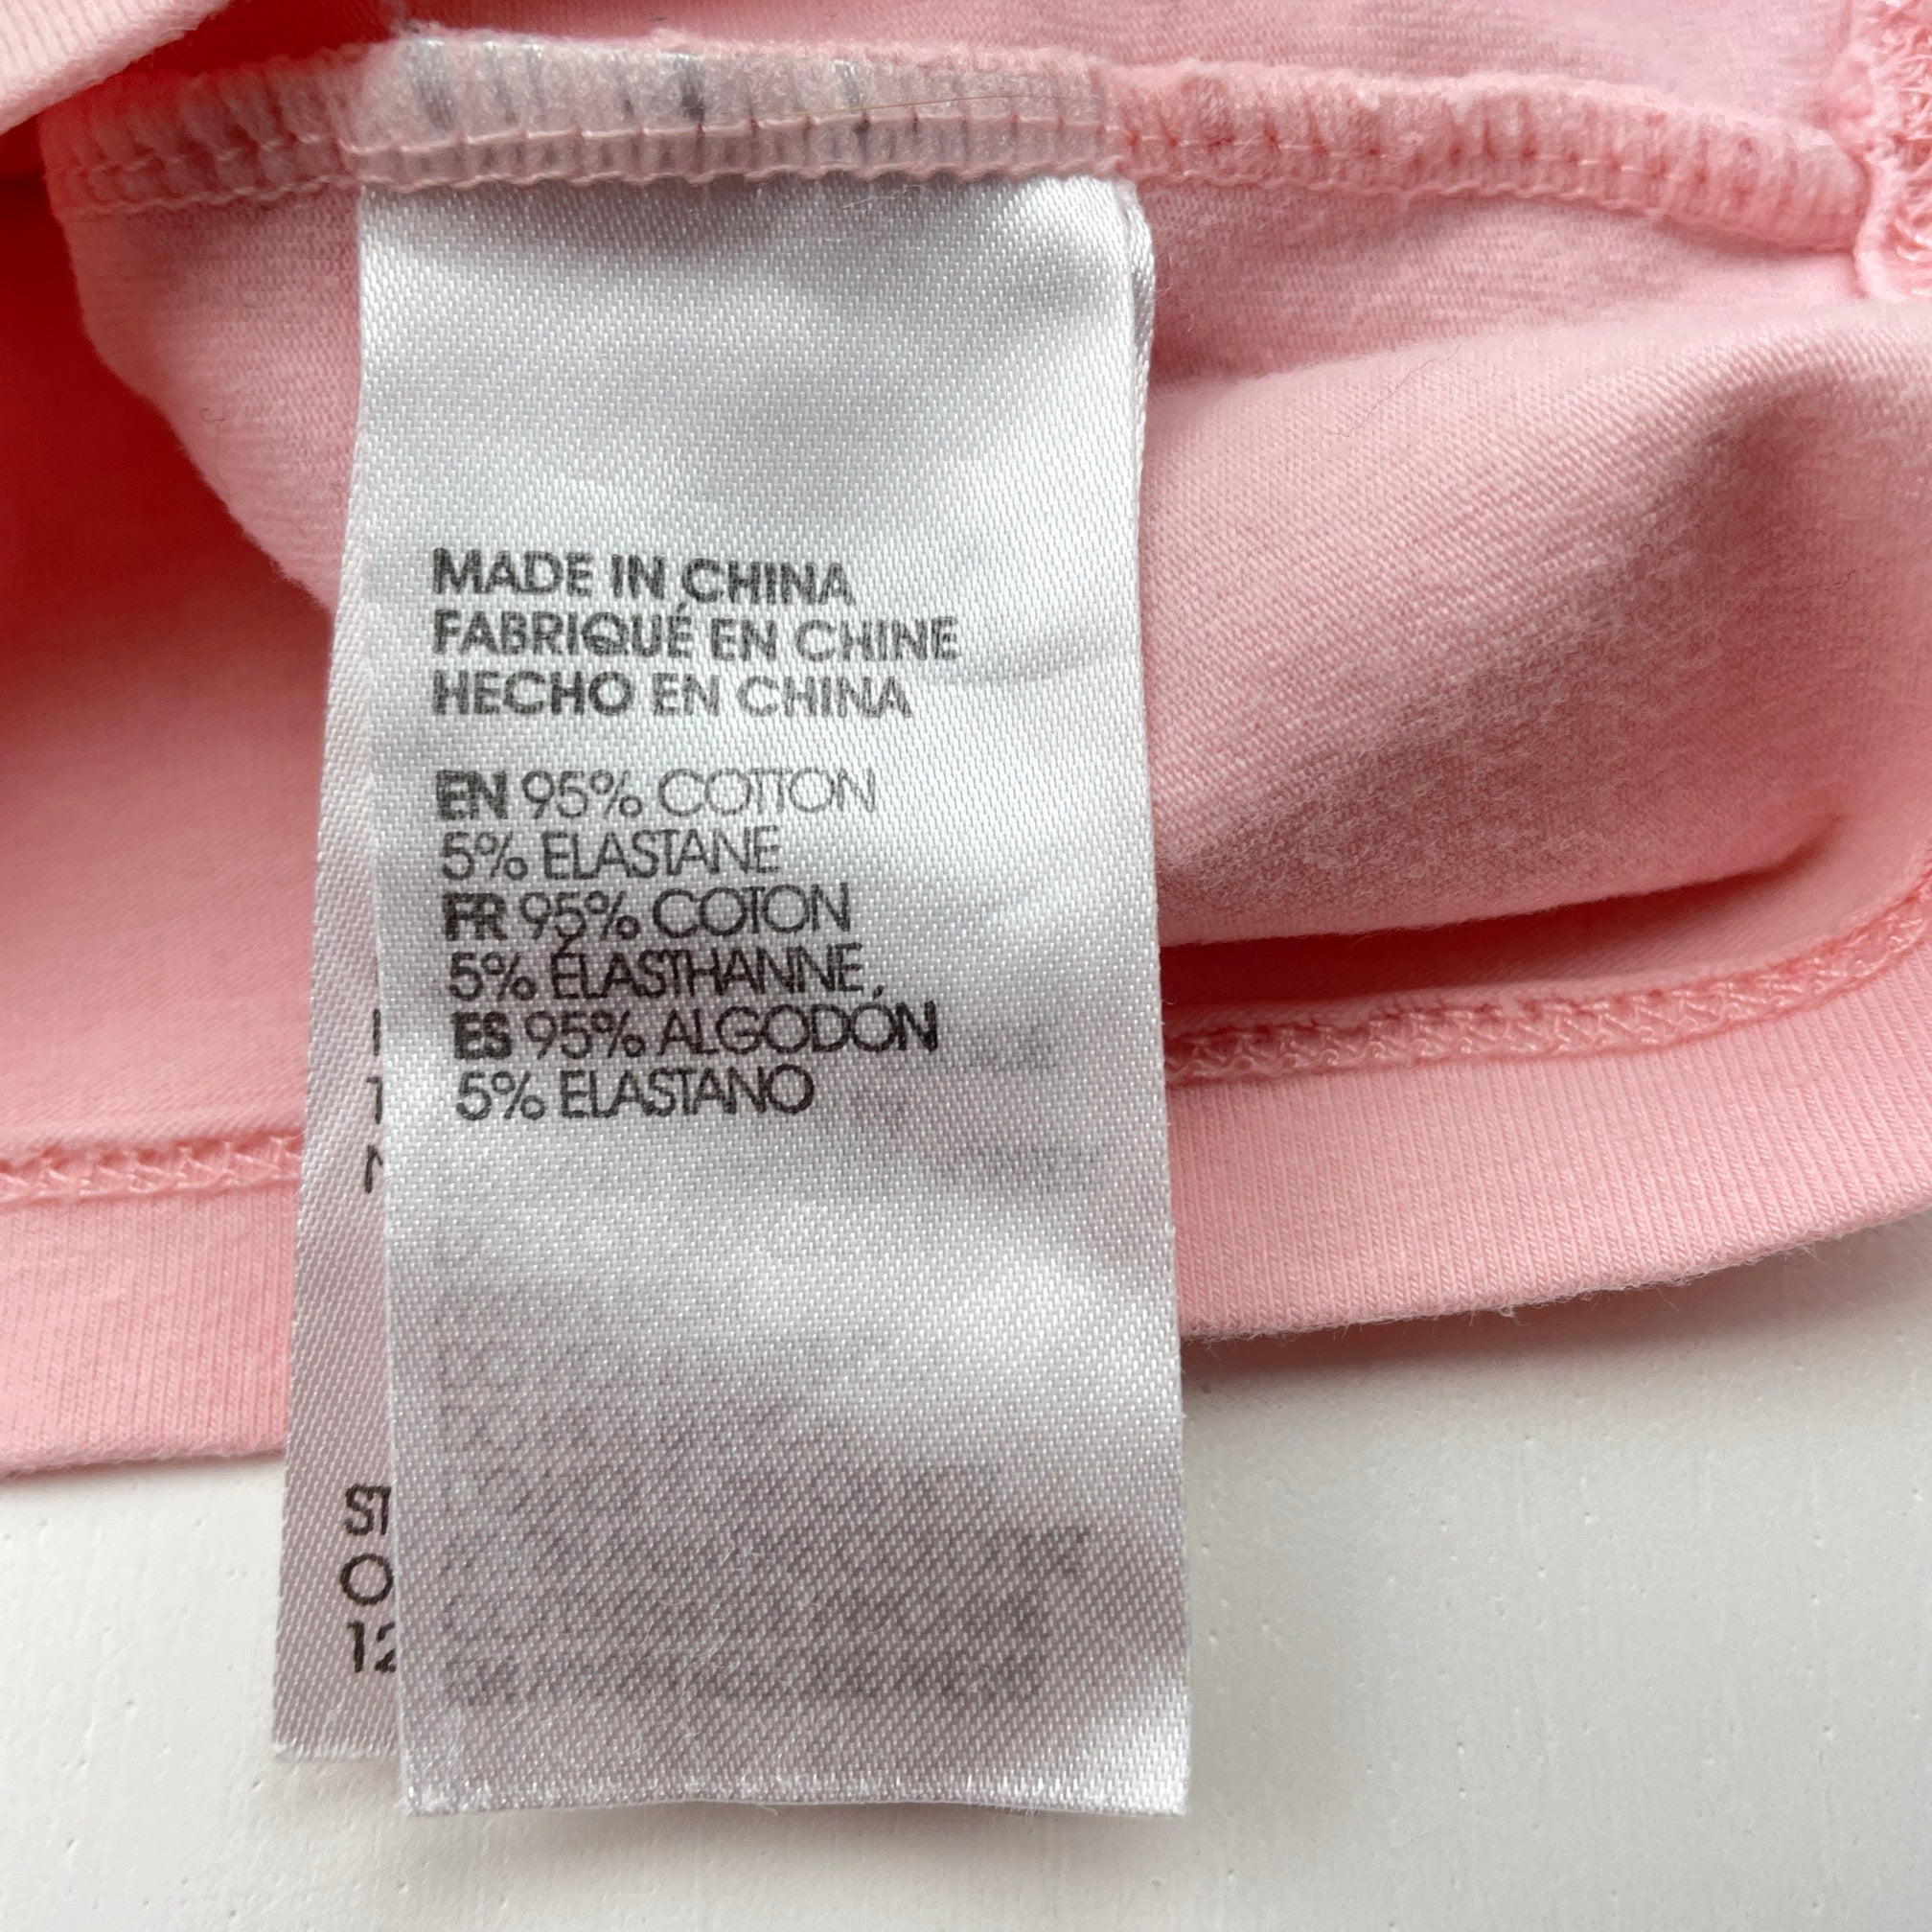 MADE IN CHINA
FABRIQUÉ EN CHINE
HECHO EN CHINA
EN 95% COTTON
5% ELASTANE
FR 95% COTON
5% ÉLASTHANNE
ES 95% ALGODÓN
5% ELASTANO